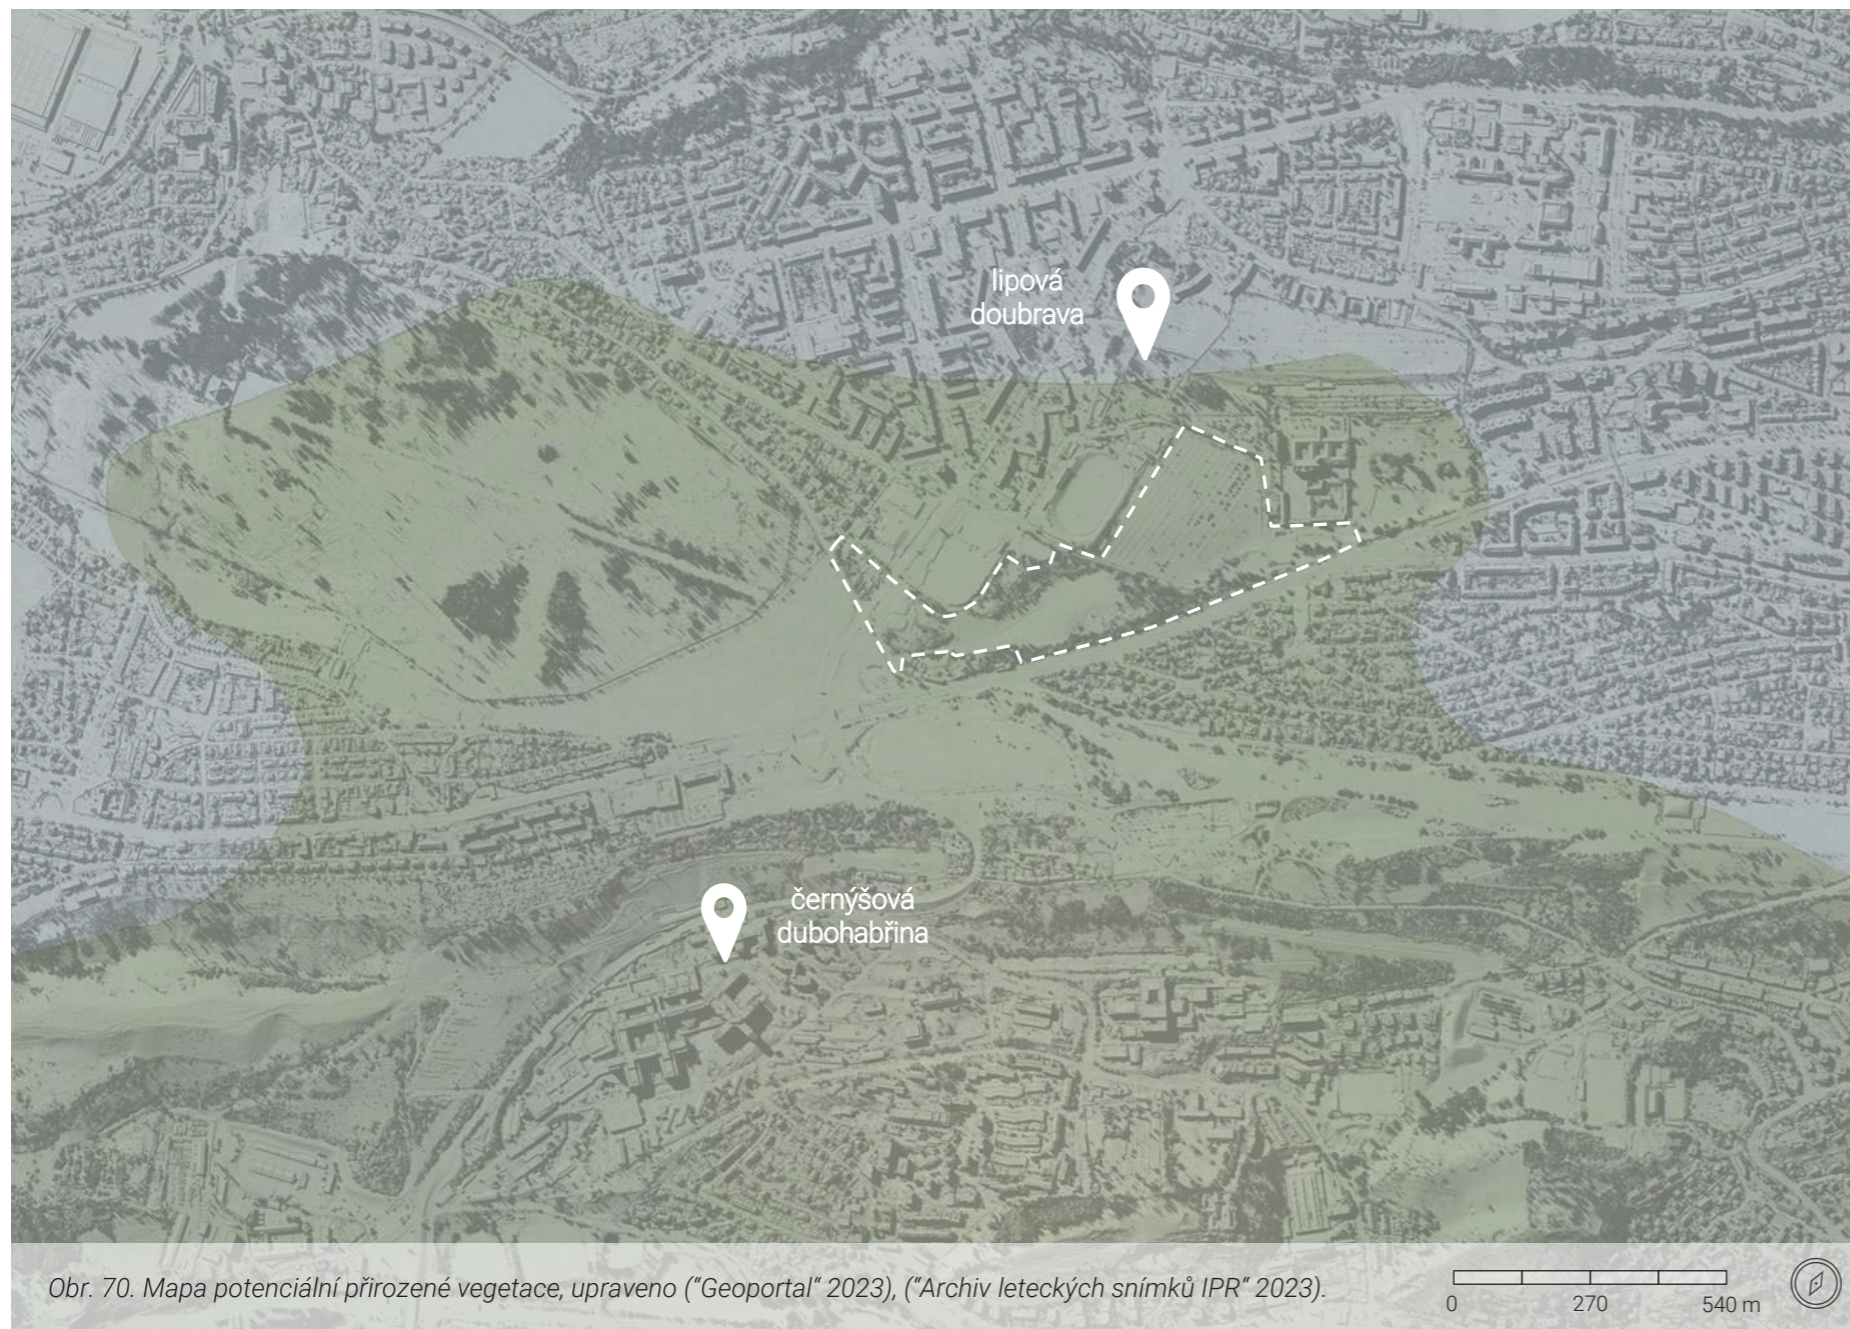 lipová
doubrava
černýšová
dubohabřina
Obr. 70. Mapa potenciální přirozené vegetace, upraveno (“Geoportal“ 2023), (“Archiv leteckých snímků IPR“ 2023).
0 270 540 m